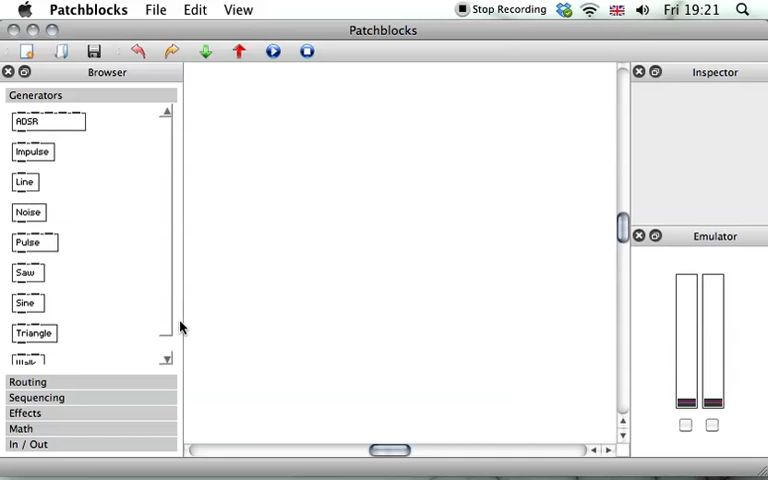 Patchblocks File Edit View Stop Recording Fri 19:21
Patchblocks
Browser
Inspector
Generators
ADSR
Impulse
Line
Noise
Pulse
Saw
Sine
Triangle
Walk
Routing
Sequencing
Effects
Math
In / Out
Emulator